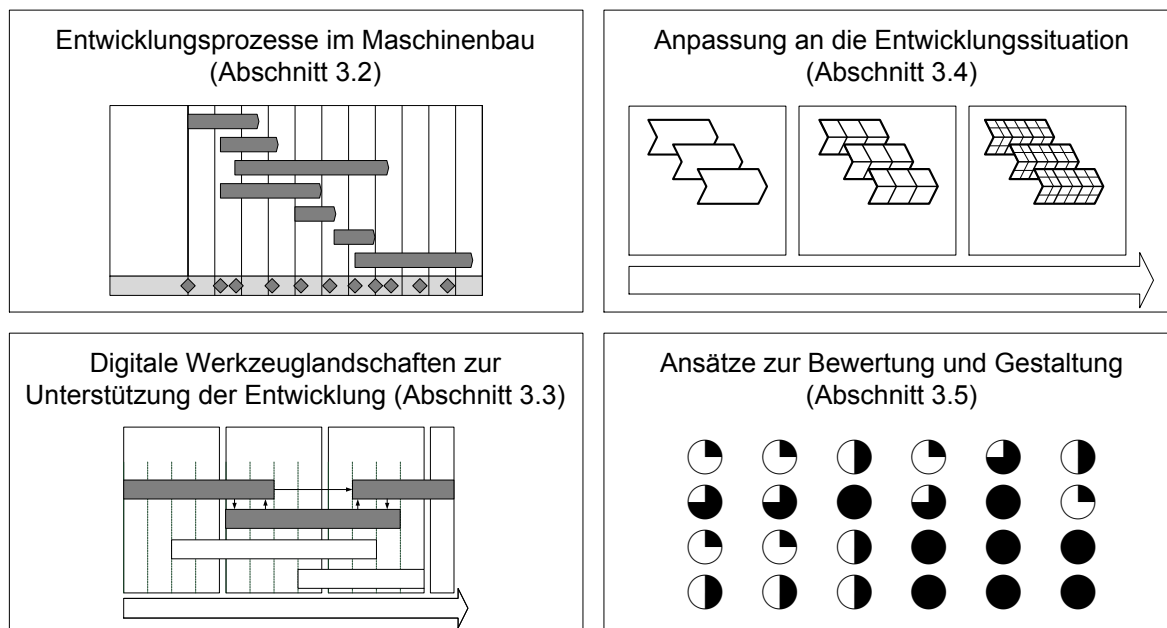 Entwicklungsprozesse im Maschinenbau
(Abschnitt 3.2)
Anpassung an die Entwicklungssituation
(Abschnitt 3.4)
Digitale Werkzeuglandschaften zur
Unterstützung der Entwicklung (Abschnitt 3.3)
Ansätze zur Bewertung und Gestaltung
(Abschnitt 3.5)